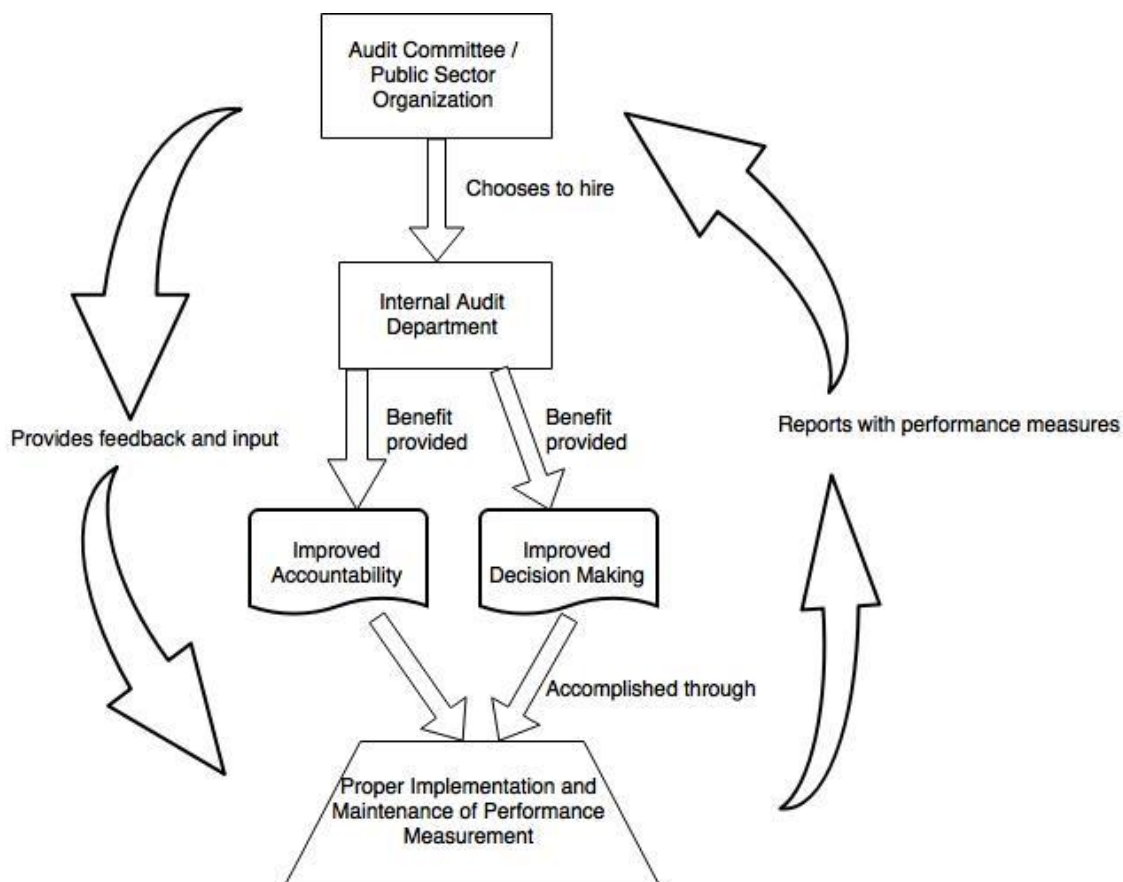 Audit Committee /
Public Sector
Organization
Chooses to hire
Internal Audit
Department
Benefit
provided
Benefit
provided
Provides feedback and input
Reports with performance measures
Improved
Accountability
Improved
Decision Making
Accomplished through
Proper Implementation and
Maintenance of Performance
Measurement